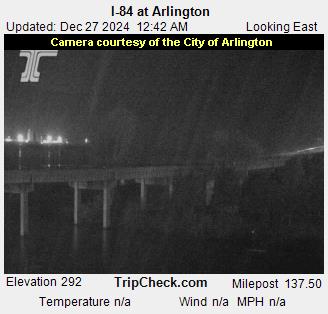 I-84 at Arlington
Updated: Dec 27 2024 12:42 AM Looking East
Camera courtesy of the City of Arlington
Elevation 292 TripCheck.com Milepost 137.50
Temperature n/a Wind n/a MPH n/a